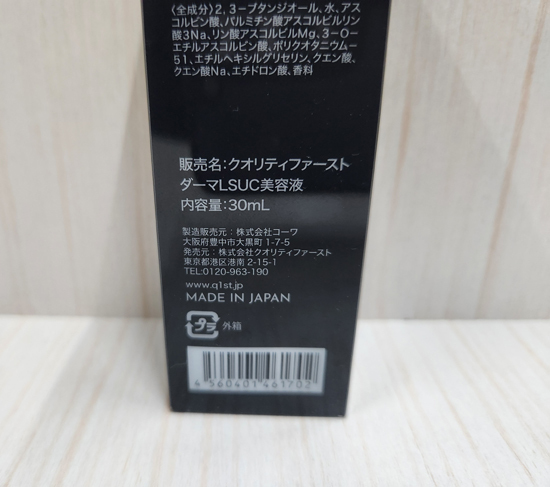 〈全成分〉2,3-ブタンジオール、水、アス
コルビン酸、パルミチン酸アスコルビルリン
酸3Na、リン酸アスコルビルMg、3-O-
エチルアスコルビン酸、ポリクオタニウム-
51、エチルヘキシルグリセリン、クエン酸、
クエン酸Na、エチドロン酸、香料
販売名:クオリティファースト
ダーマLSUC美容液
内容量:30mL
製造販売元:株式会社コーワ
大阪府豊中市大黒町 1-7-5
発売元:株式会社クオリティファースト
東京都港区港南 2-15-1
TEL:0120-963-190
www.q1st.jp
MADE IN JAPAN
プラ 外箱
4 560401 461702